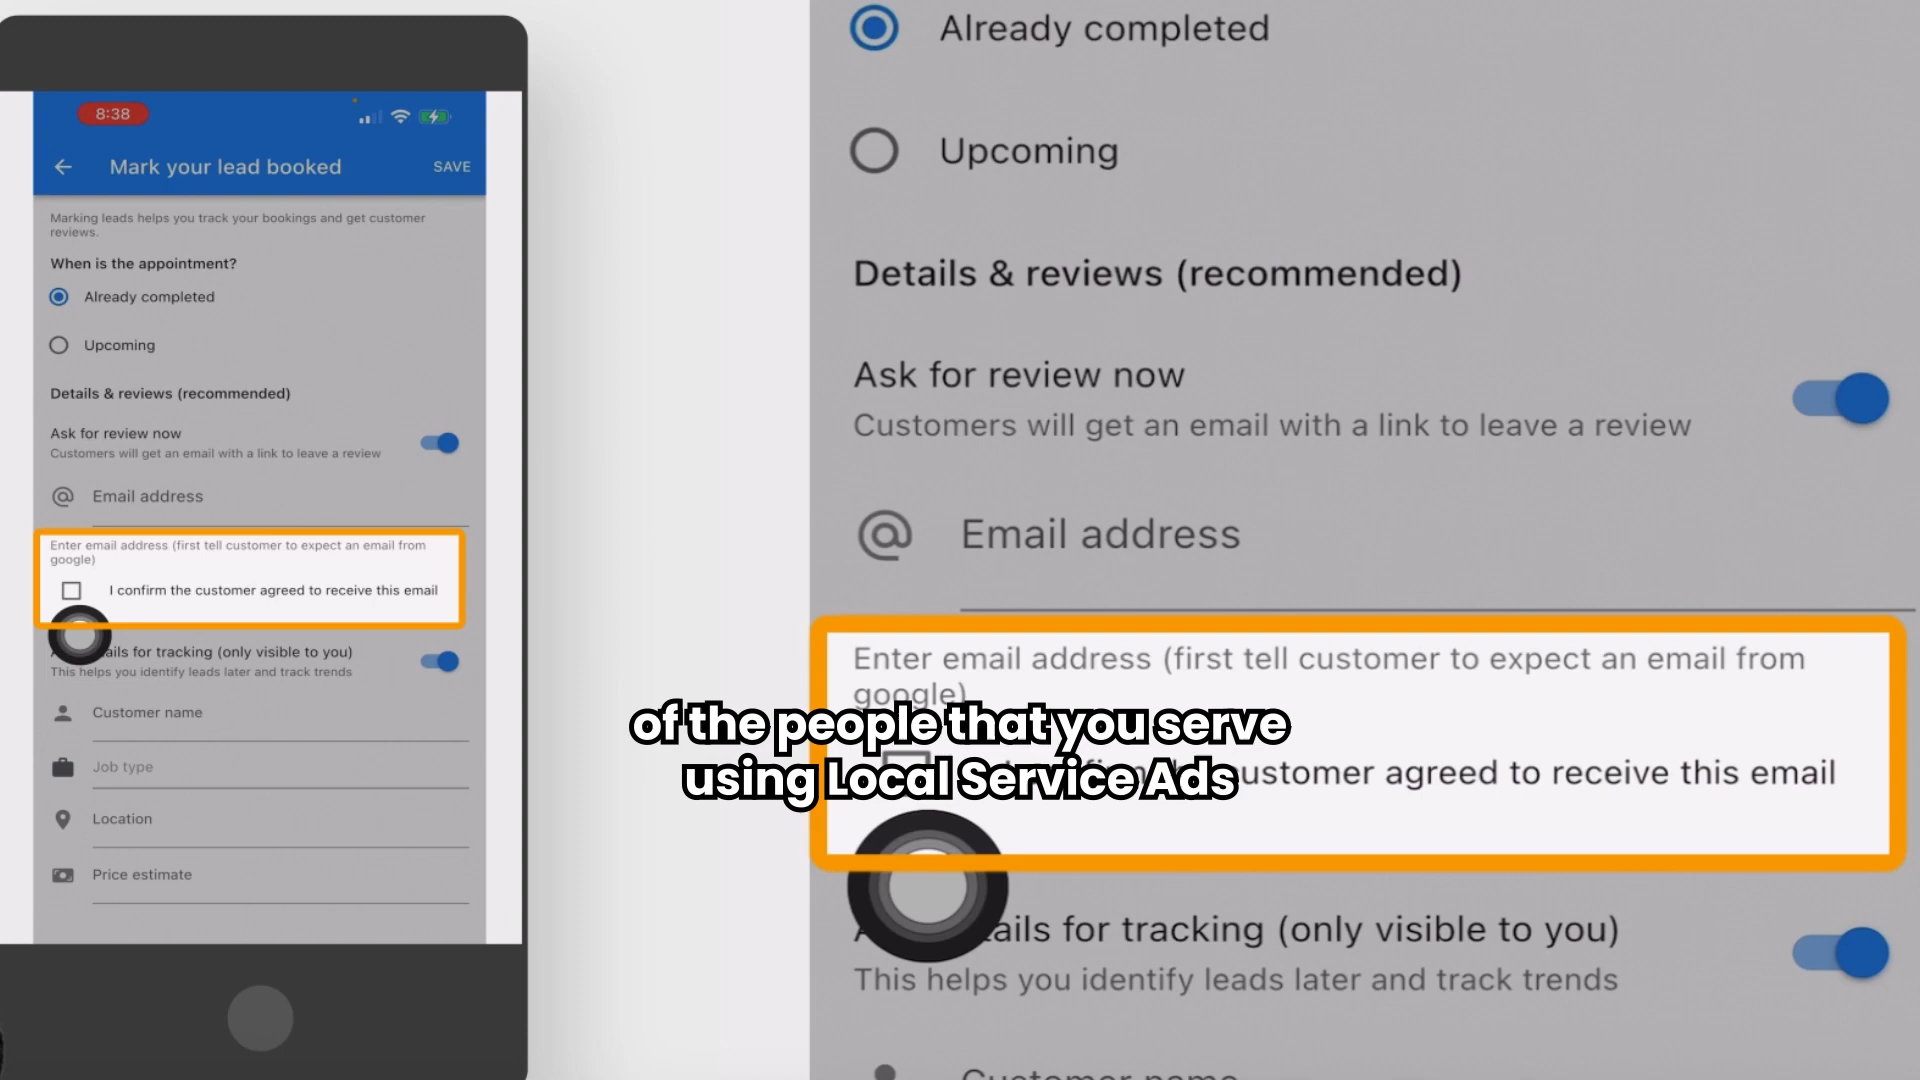 8:38
Mark your lead booked
SAVE
Marking leads helps you track your bookings and get customer
reviews.
When is the appointment?
Already completed
Upcoming
Details & reviews (recommended)
Ask for review now
Customers will get an email with a link to leave a review
Email address
Enter email address (first tell customer to expect an email from
google)
I confirm the customer agreed to receive this email
details for tracking (only visible to you)
This helps you identify leads later and track trends
Customer name
Job type
Location
Price estimate
Already completed
Upcoming
Details & reviews (recommended)
Ask for review now
Customers will get an email with a link to leave a review
Email address
Enter email address (first tell customer to expect an email from
google)
customer agreed to receive this email
details for tracking (only visible to you)
This helps you identify leads later and track trends
Customer name
of the people that you serve
using Local Service Ads